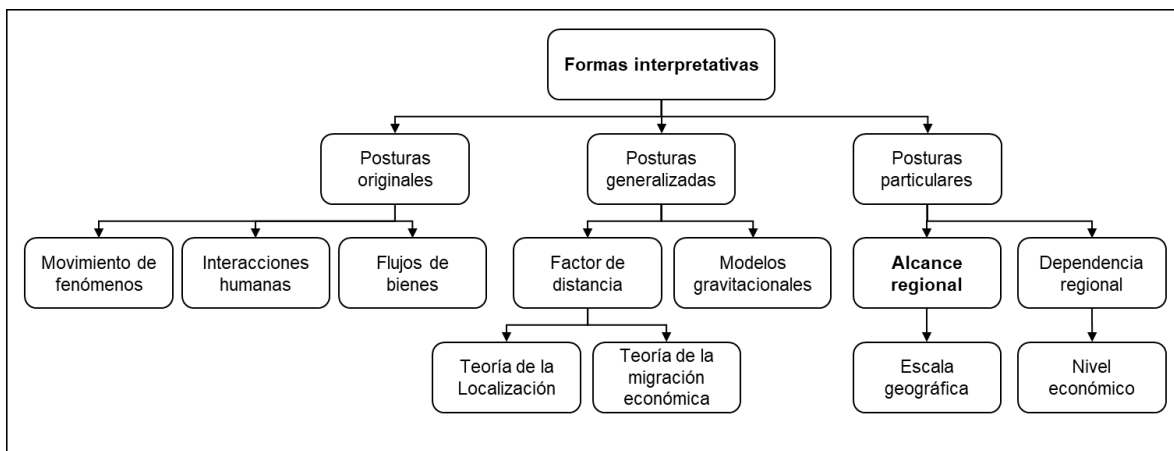 Formas interpretativas
Posturas
originales
Posturas
generalizadas
Posturas
particulares
Movimiento de
fenómenos
Interacciones
humanas
Flujos de
bienes
Factor de
distancia
Modelos
gravitacionales
Alcance
regional
Dependencia
regional
Teoría de la
Localización
Teoría de la
migración
económica
Escala
geográfica
Nivel
económico